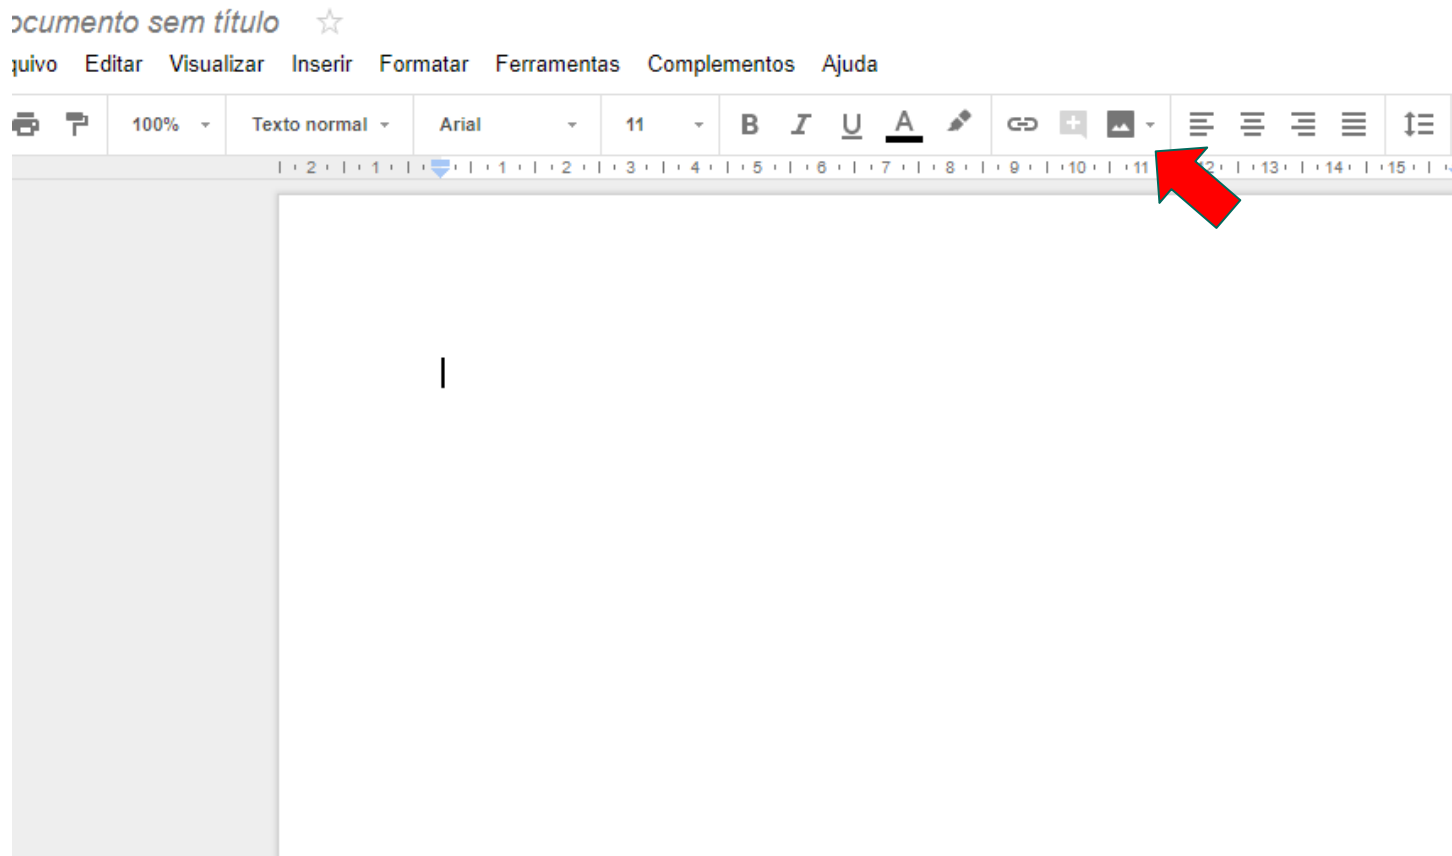 ocumento sem título
quivo Editar Visualizar Inserir Formatar Ferramentas Complementos Ajuda
100% Texto normal Arial 11 B I U A
2 1 1 2 3 4 5 6 7 8 9 10 11 12 13 14 15